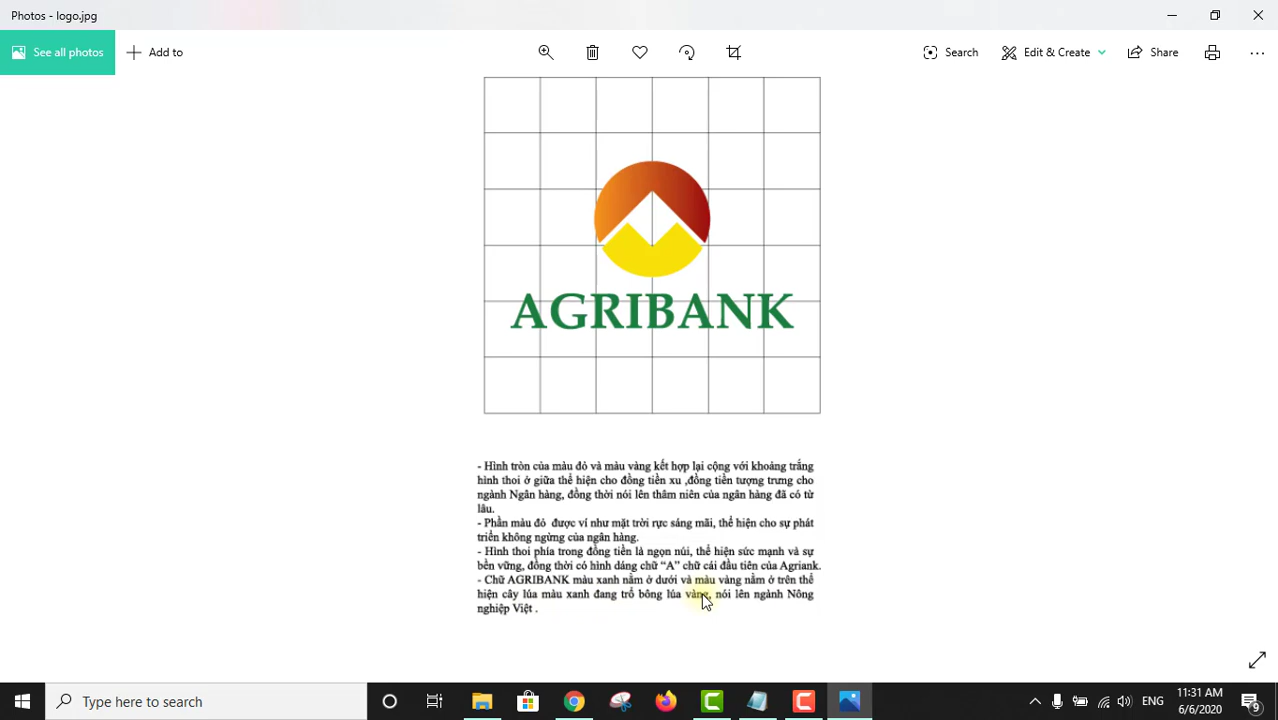 Photos - logo.jpg
See all photos
Add to
Search
Edit & Create
Share
AGRIBANK
- Hình tròn của màu đỏ và màu vàng kết hợp lại cộng với khoảng trắng
hình thoi ở giữa thể hiện cho đồng tiền xu ,đồng tiền tượng trưng cho
ngành Ngân hàng, đồng thời nói lên thâm niên của ngân hàng đã có từ
lâu.
- Phần màu đỏ được ví như mặt trời rực sáng mãi, thể hiện cho sự phát
triển không ngừng của ngân hàng.
- Hình thoi phía trong đồng tiền là ngọn núi, thể hiện sức mạnh và sự
bền vững, đồng thời có hình dáng chữ “A” chữ cái đầu tiên của Agriank.
- Chữ AGRIBANK màu xanh nằm ở dưới và màu vàng nằm ở trên thể
hiện cây lúa màu xanh đang trổ bông lúa vàng, nói lên ngành Nông
nghiệp Việt .
Type here to search
ENG
11:31 AM
6/6/2020
9